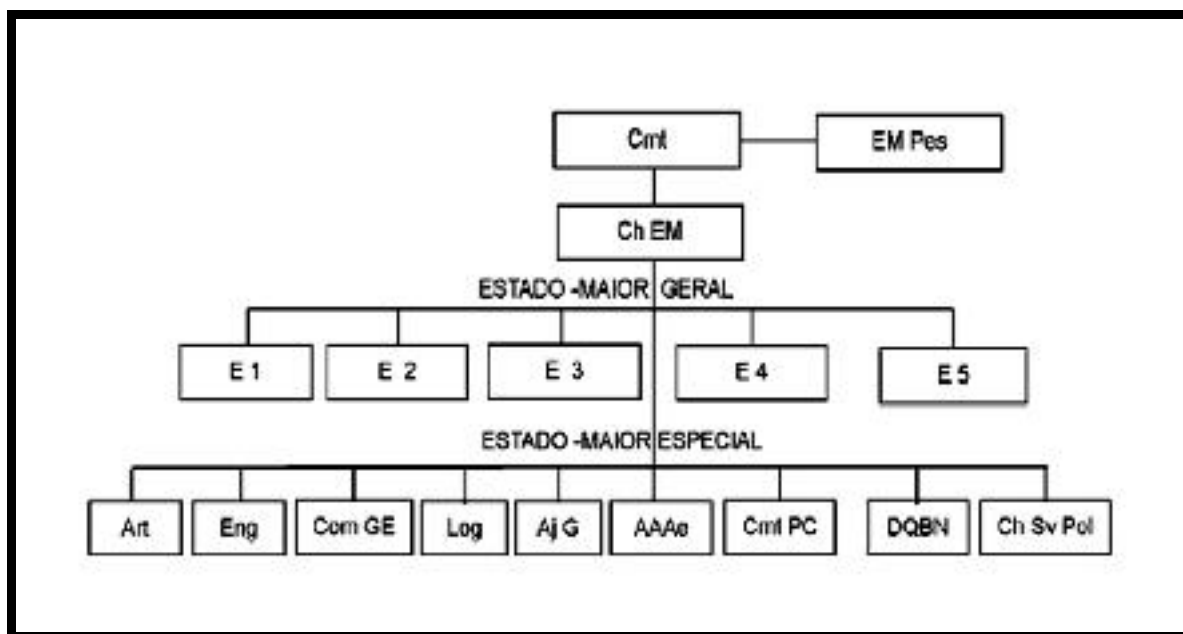 Cmt
EM Pes
Ch EM
ESTADO -MAIOR GERAL
E 1
E 2
E 3
E 4
E 5
ESTADO -MAIOR ESPECIAL
Art
Eng
Com GE
Log
Aj G
AAAe
Cmt PC
DQBN
Ch Sv Pol